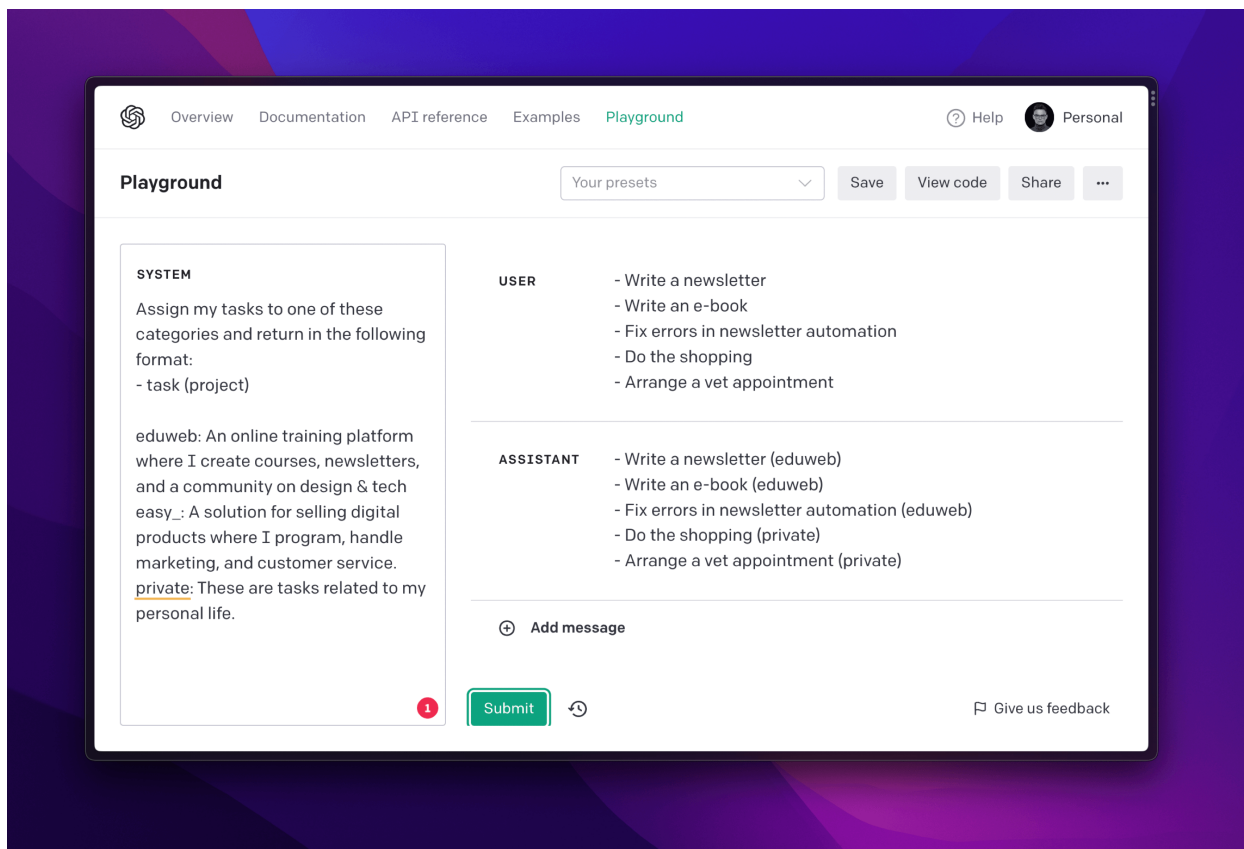 Overview Documentation API reference Examples Playground Help Personal
Playground Your presets Save View code Share ...
SYSTEM
Assign my tasks to one of these
categories and return in the following
format:
- task (project)
eduweb: An online training platform
where I create courses, newsletters,
and a community on design & tech
easy_: A solution for selling digital
products where I program, handle
marketing, and customer service.
private: These are tasks related to my
personal life.
1
USER
- Write a newsletter
- Write an e-book
- Fix errors in newsletter automation
- Do the shopping
- Arrange a vet appointment
ASSISTANT
- Write a newsletter (eduweb)
- Write an e-book (eduweb)
- Fix errors in newsletter automation (eduweb)
- Do the shopping (private)
- Arrange a vet appointment (private)
Add message
Submit Give us feedback